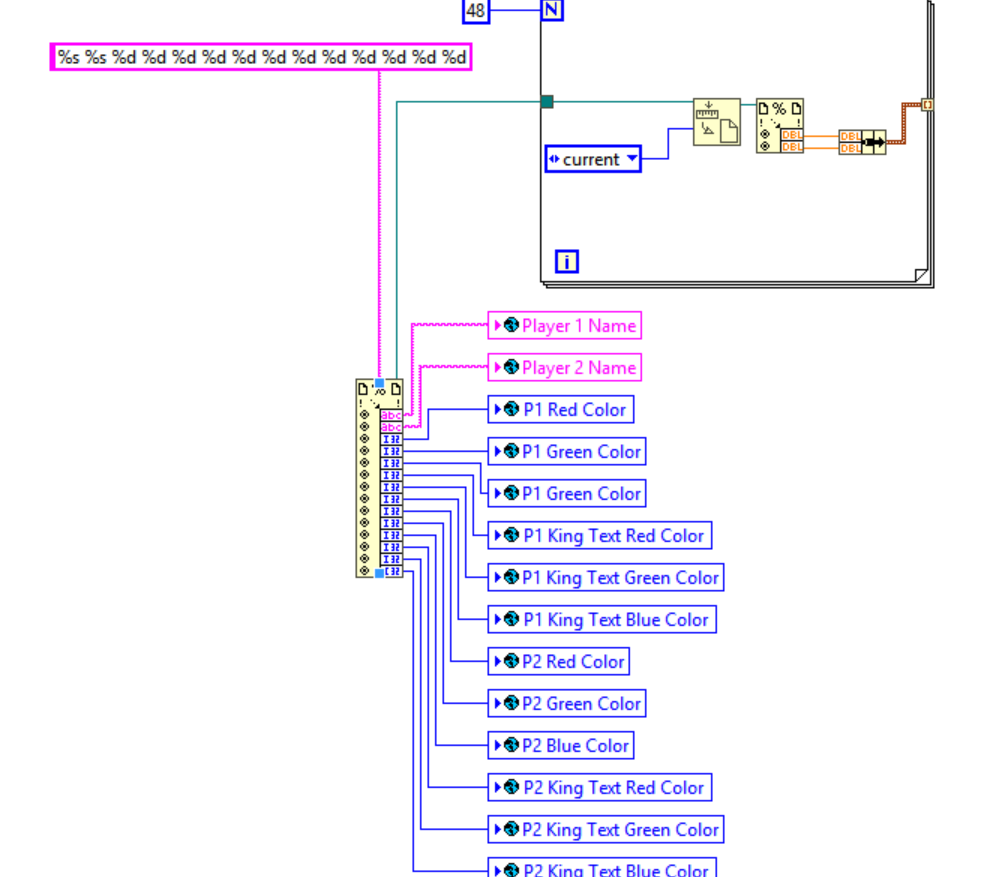 48
N
%s %s %d %d %d %d %d %d %d %d %d %d %d %d
%
DBL
DBL
DBL
DBL
current
i
Player 1 Name
Player 2 Name
%
abc
abc
I32
I32
I32
I32
I32
I32
I32
I32
I32
I32
I32
I32
P1 Red Color
P1 Green Color
P1 Green Color
P1 King Text Red Color
P1 King Text Green Color
P1 King Text Blue Color
P2 Red Color
P2 Green Color
P2 Blue Color
P2 King Text Red Color
P2 King Text Green Color
P2 King Text Blue Color